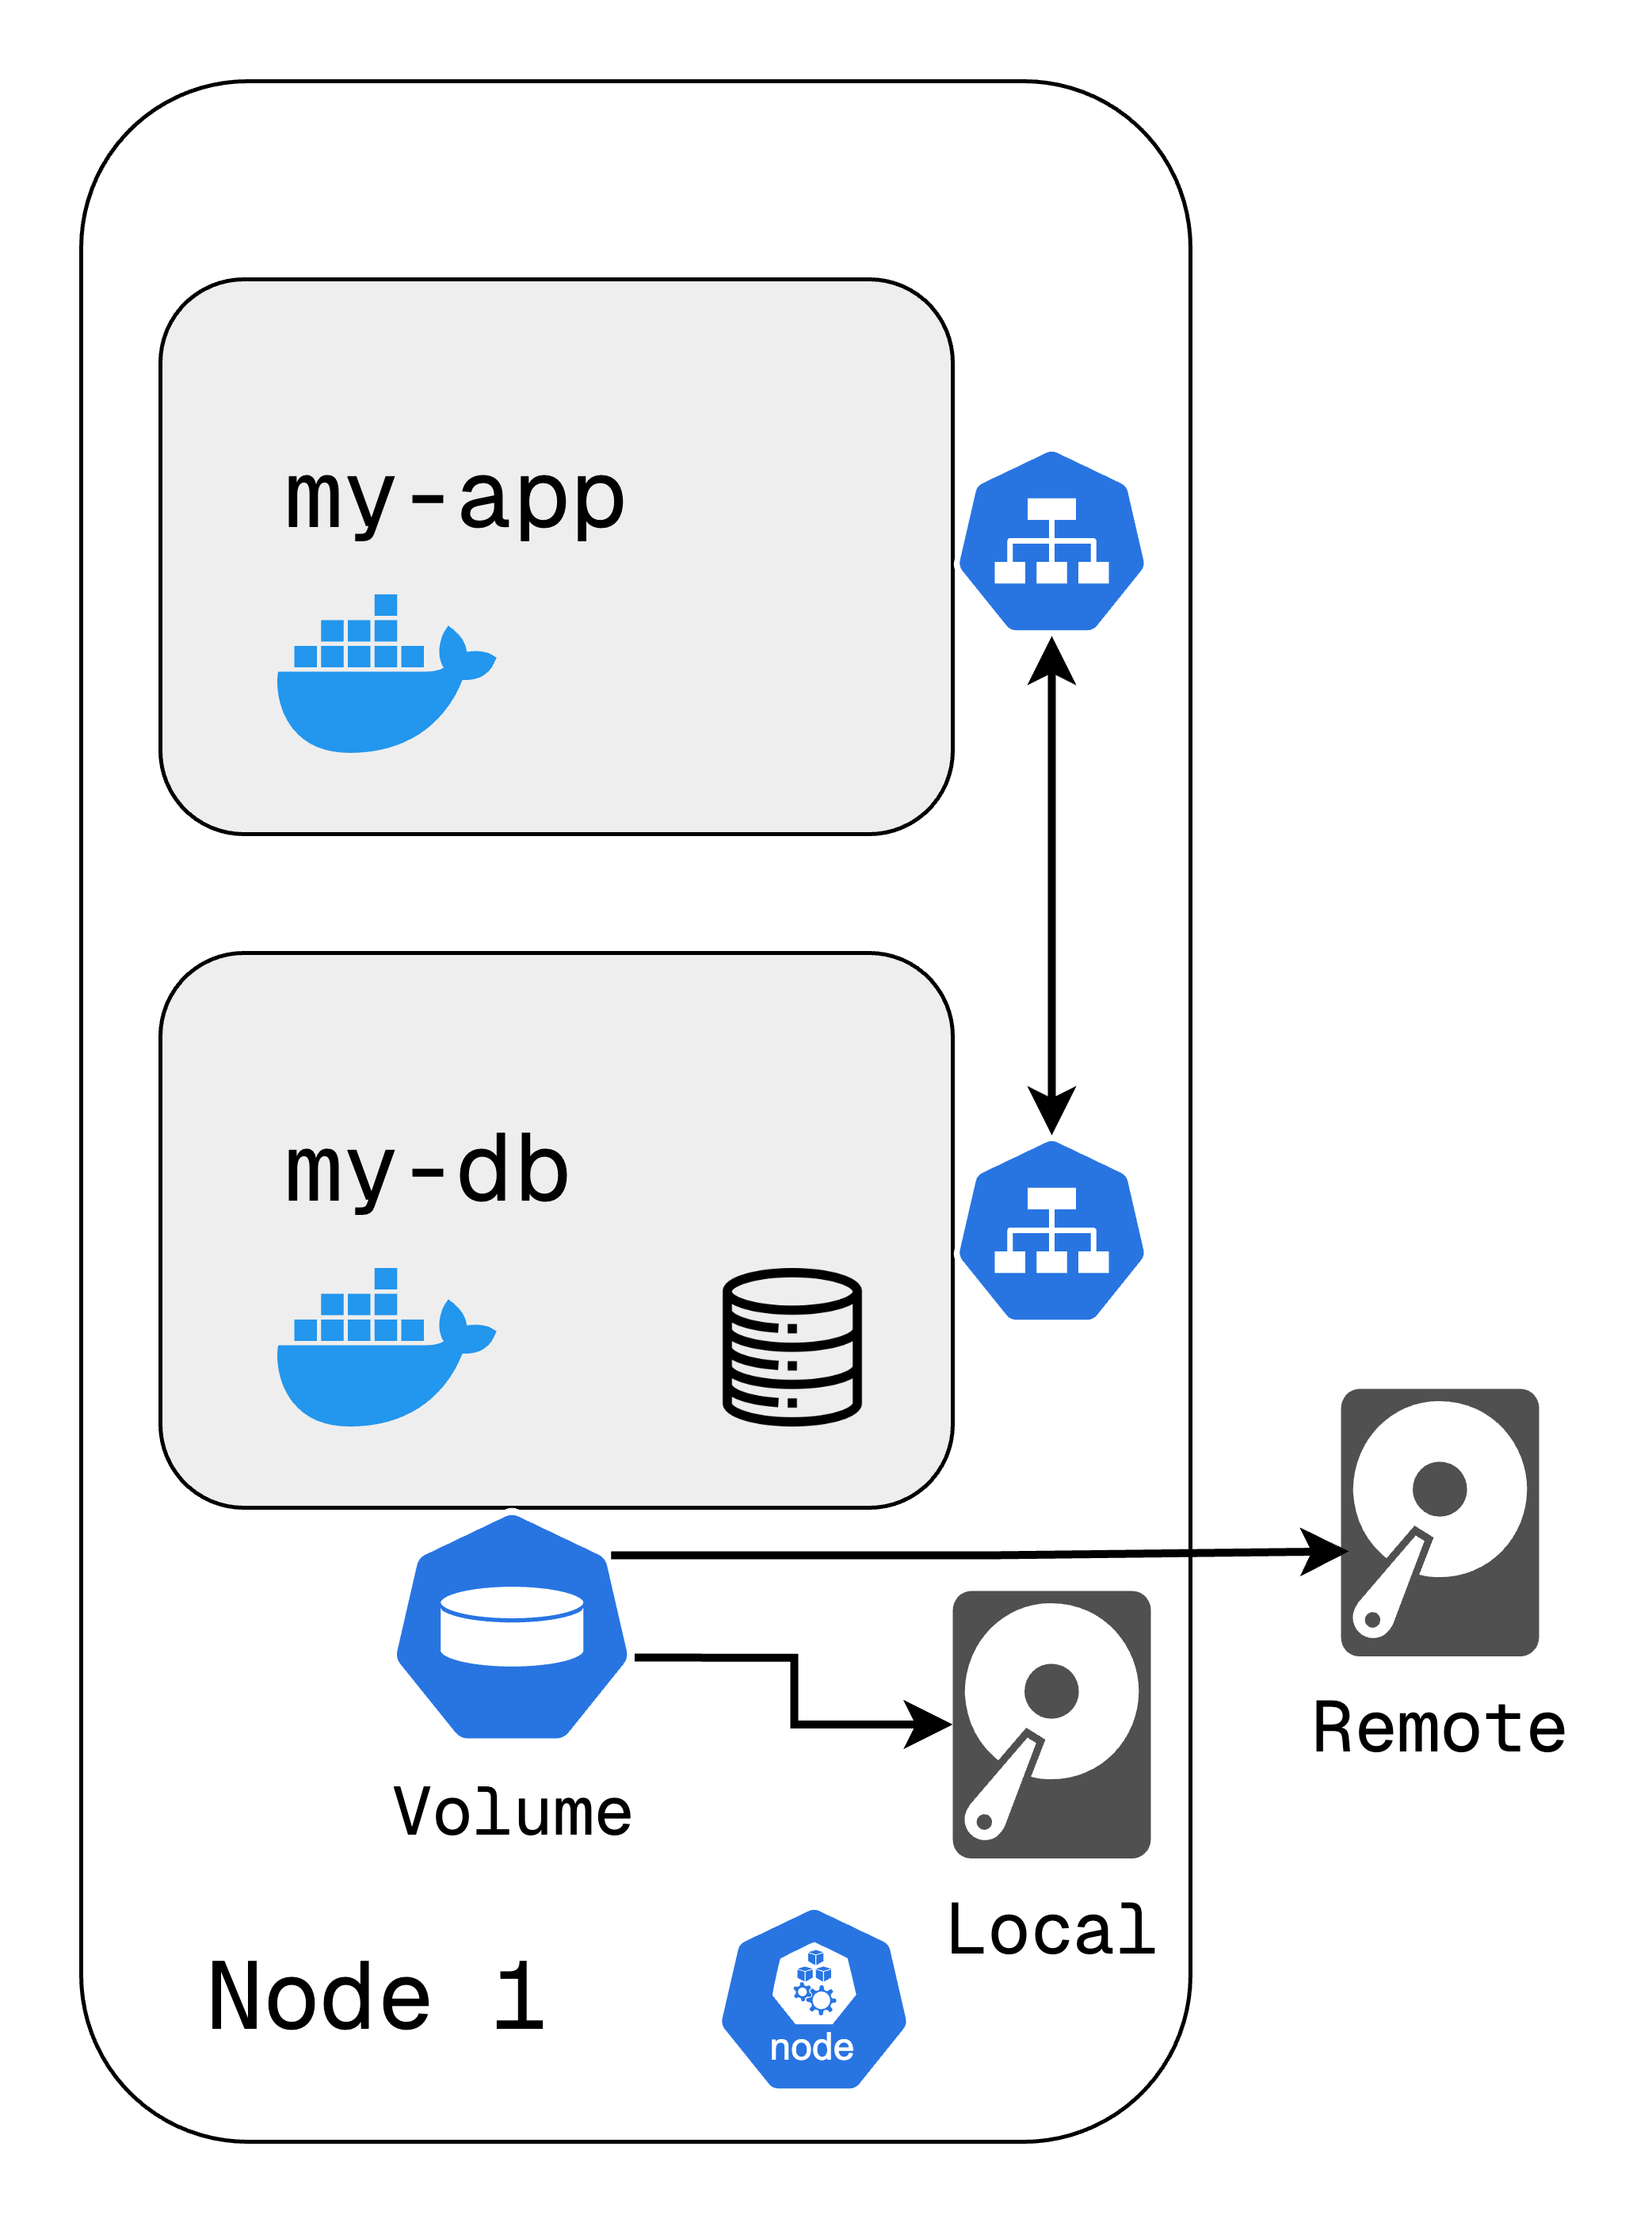 my-app
my-db
Remote
Volume
Local
Node 1
node